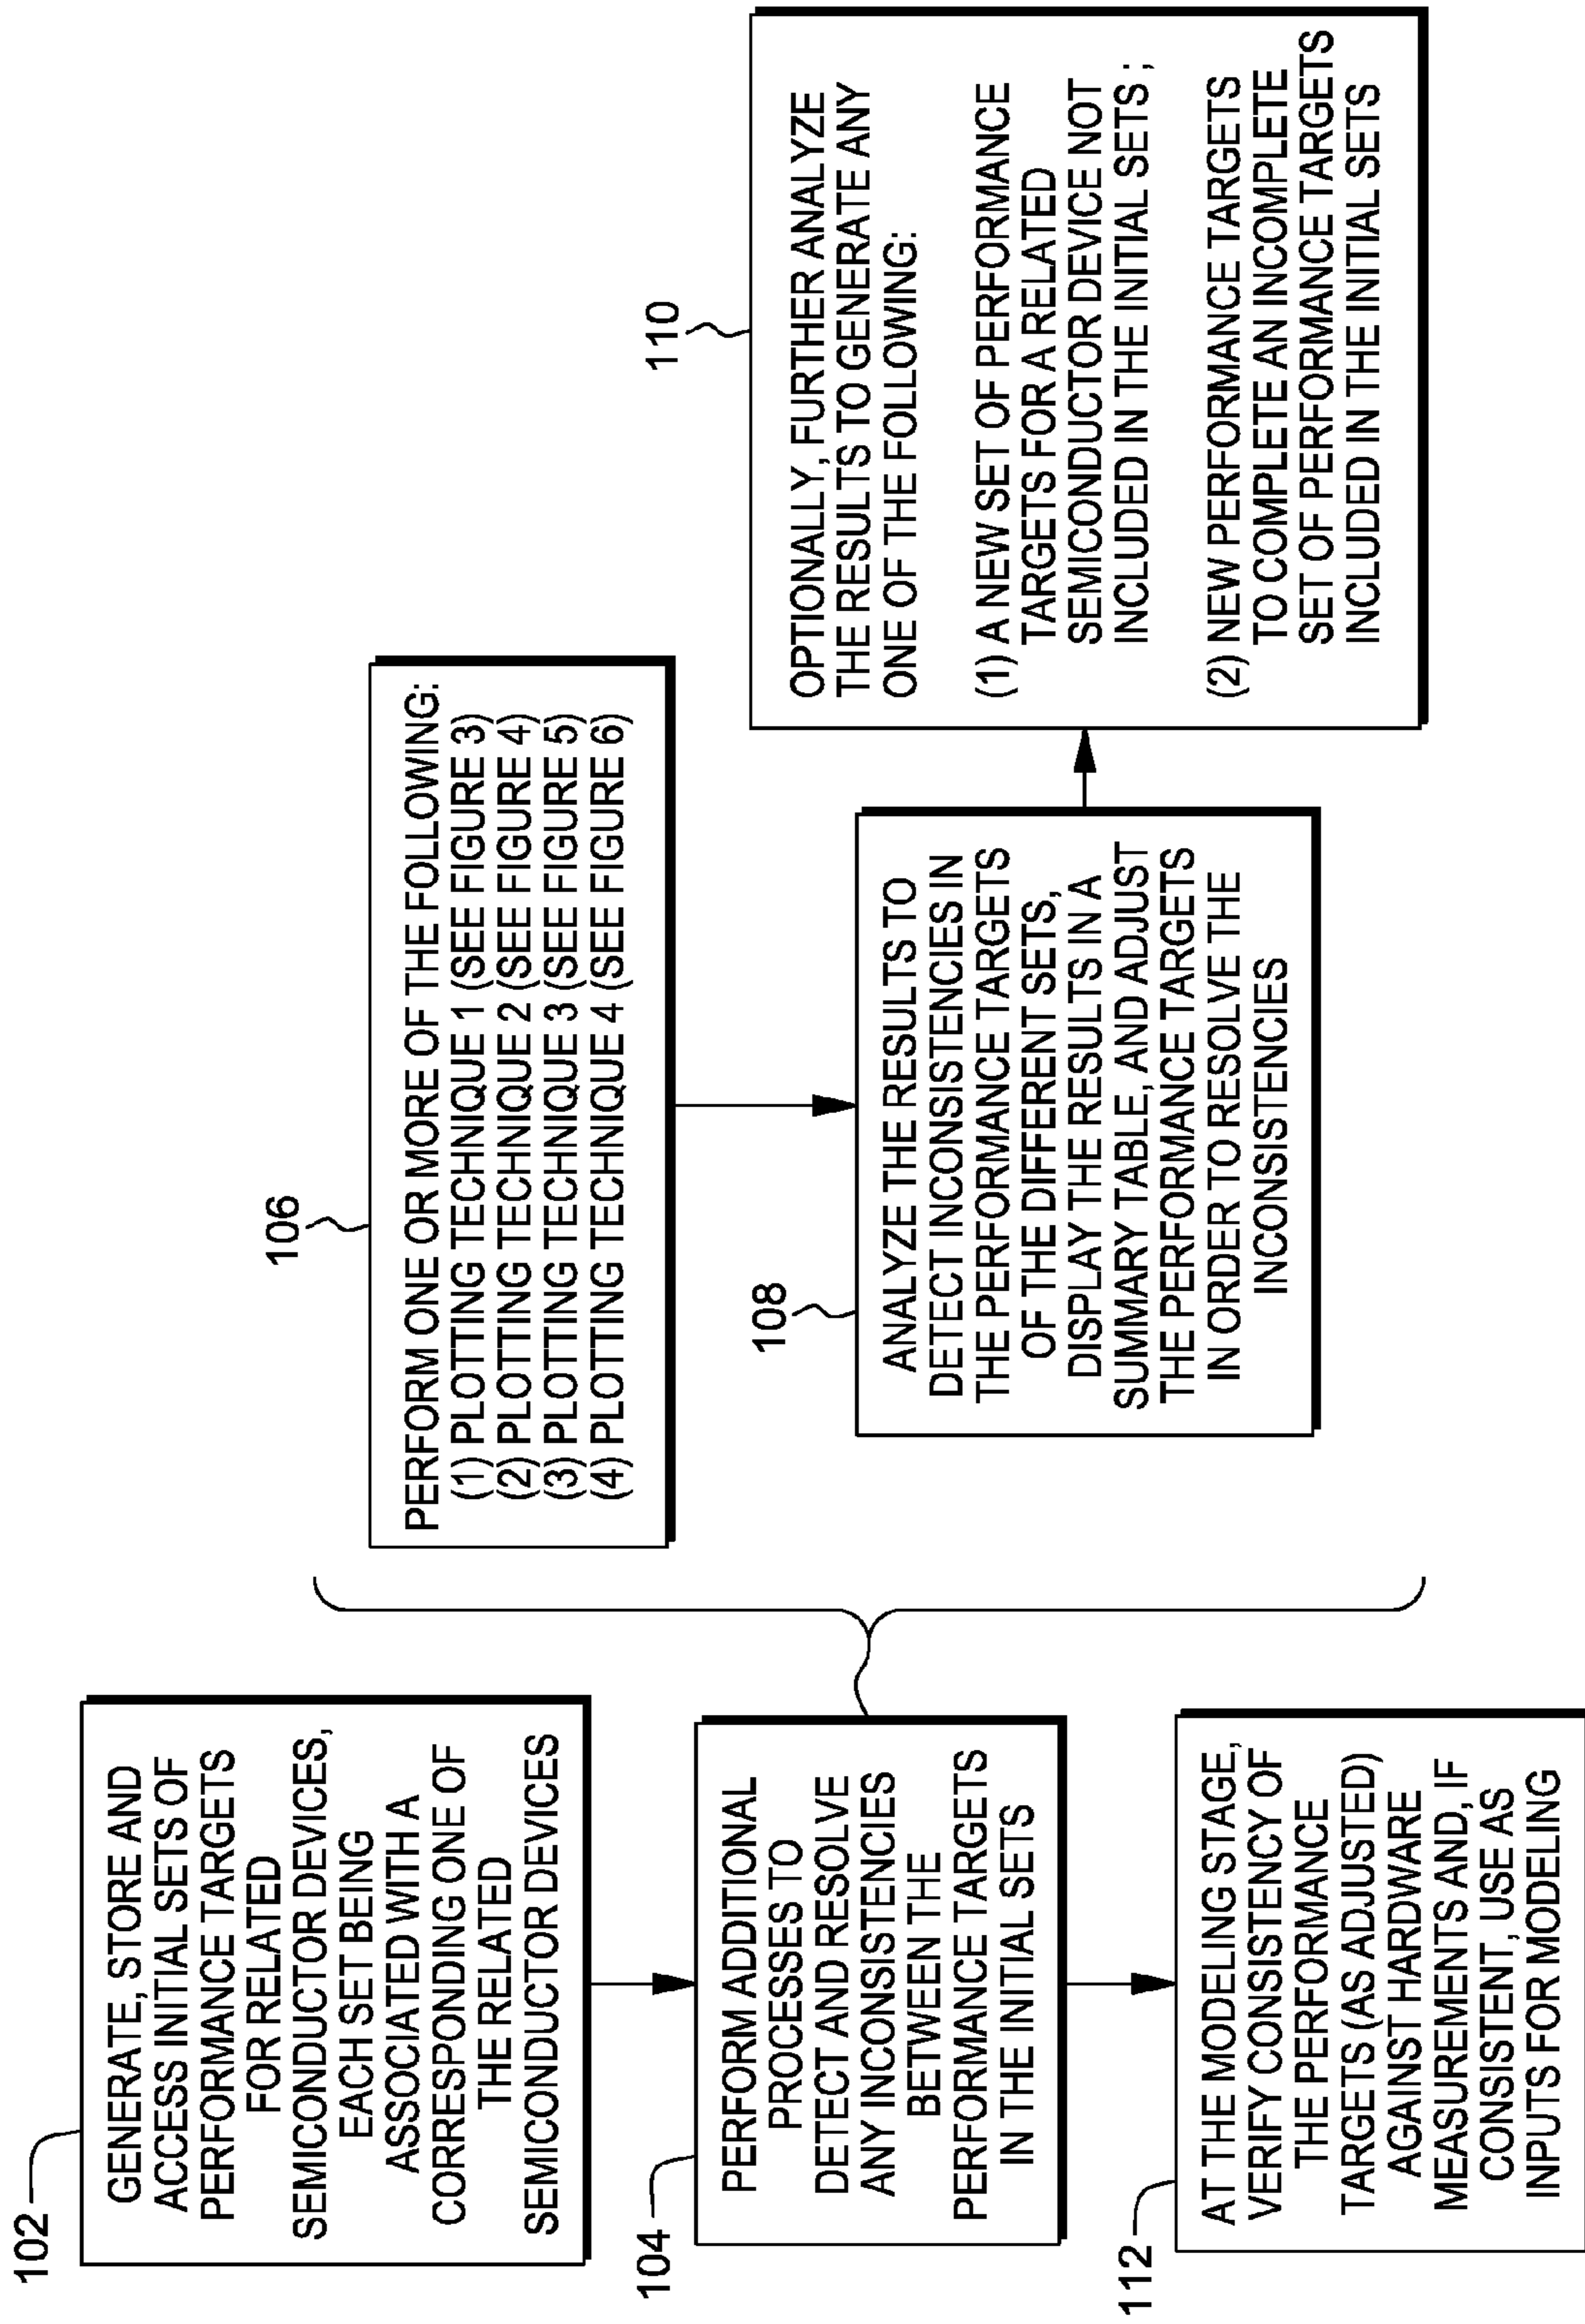 102
GENERATE, STORE AND
ACCESS INITIAL SETS OF
PERFORMANCE TARGETS
FOR RELATED
SEMICONDUCTOR DEVICES,
EACH SET BEING
ASSOCIATED WITH A
CORRESPONDING ONE OF
THE RELATED
SEMICONDUCTOR DEVICES
104
PERFORM ADDITIONAL
PROCESSES TO
DETECT AND RESOLVE
ANY INCONSISTENCIES
BETWEEN THE
PERFORMANCE TARGETS
IN THE INITIAL SETS
112
AT THE MODELING STAGE,
VERIFY CONSISTENCY OF
THE PERFORMANCE
TARGETS (AS ADJUSTED)
AGAINST HARDWARE
MEASUREMENTS AND, IF
CONSISTENT, USE AS
INPUTS FOR MODELING
106
PERFORM ONE OR MORE OF THE FOLLOWING:
(1) PLOTTING TECHNIQUE 1 (SEE FIGURE 3)
(2) PLOTTING TECHNIQUE 2 (SEE FIGURE 4)
(3) PLOTTING TECHNIQUE 3 (SEE FIGURE 5)
(4) PLOTTING TECHNIQUE 4 (SEE FIGURE 6)
108
ANALYZE THE RESULTS TO
DETECT INCONSISTENCIES IN
THE PERFORMANCE TARGETS
OF THE DIFFERENT SETS,
DISPLAY THE RESULTS IN A
SUMMARY TABLE, AND ADJUST
THE PERFORMANCE TARGETS
IN ORDER TO RESOLVE THE
INCONSISTENCIES
110
OPTIONALLY, FURTHER ANALYZE
THE RESULTS TO GENERATE ANY
ONE OF THE FOLLOWING:
(1) A NEW SET OF PERFORMANCE
TARGETS FOR A RELATED
SEMICONDUCTOR DEVICE NOT
INCLUDED IN THE INITIAL SETS ;
(2) NEW PERFORMANCE TARGETS
TO COMPLETE AN INCOMPLETE
SET OF PERFORMANCE TARGETS
INCLUDED IN THE INITIAL SETS